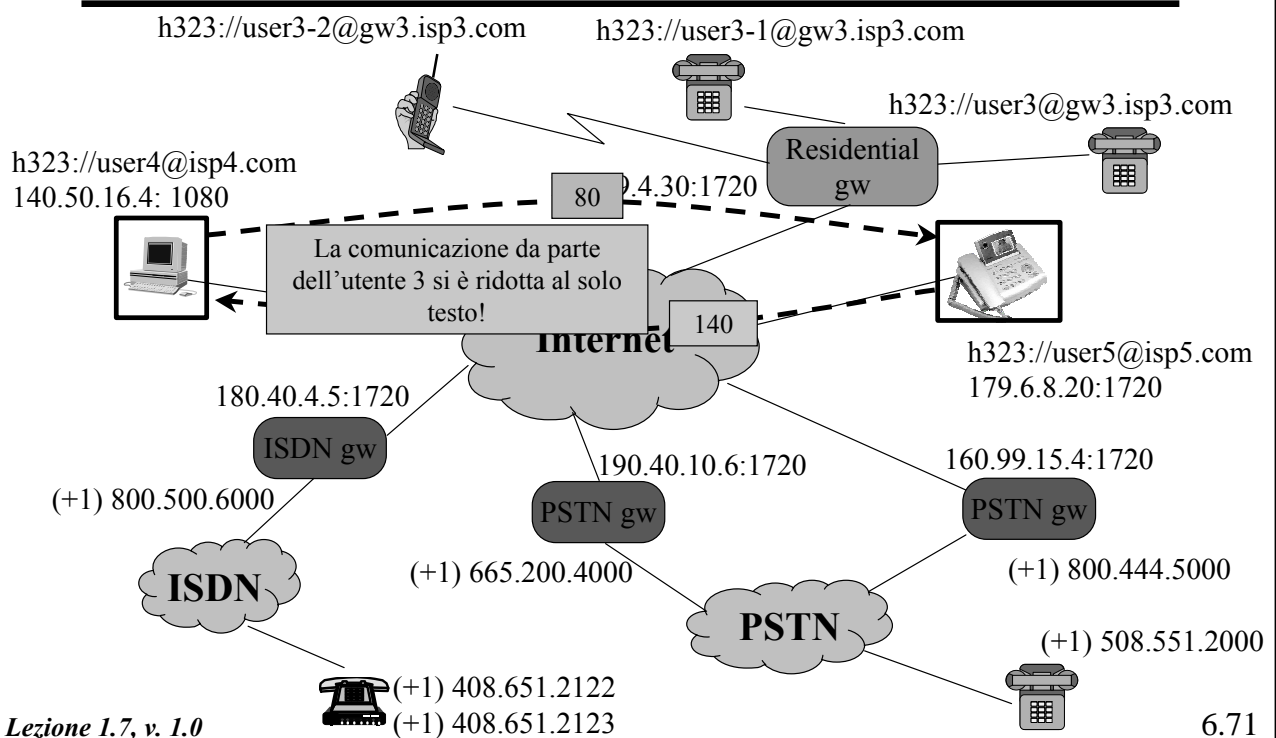 h323://user3-2@gw3.isp3.com
h323://user3-1@gw3.isp3.com
h323://user3@gw3.isp3.com
Residential
gw
h323://user4@isp4.com
140.50.16.4: 1080
80
9.4.30:1720
La comunicazione da parte
dell'utente 3 si è ridotta al solo
testo!
140
Internet
h323://user5@isp5.com
179.6.8.20:1720
180.40.4.5:1720
ISDN gw
190.40.10.6:1720
160.99.15.4:1720
(+1) 800.500.6000
PSTN gw
PSTN gw
ISDN
(+1) 665.200.4000
(+1) 800.444.5000
PSTN
(+1) 508.551.2000
(+1) 408.651.2122
(+1) 408.651.2123
Lezione 1.7, v. 1.0
6.71